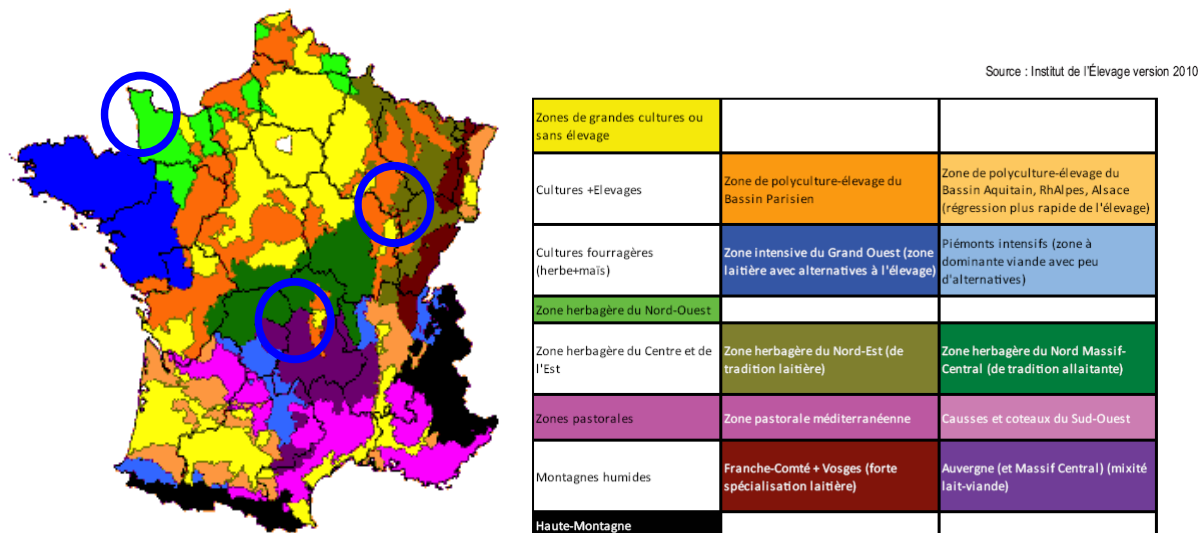 Source : Institut de l'Élevage version 2010
Zones de grandes cultures ou
sans élevage
Cultures +Elevages
Zone de polyculture-élevage du
Bassin Parisien
Zone de polyculture-élevage du
Bassin Aquitain, RhAlpes, Alsace
(régression plus rapide de l'élevage)
Cultures fourragères
(herbe+maïs)
Zone intensive du Grand Ouest (zone
laitière avec alternatives à l'élevage)
Piémonts intensifs (zone à
dominante viande avec peu
d'alternatives)
Zone herbagère du Nord-Ouest
Zone herbagère du Centre et de
l'Est
Zone herbagère du Nord-Est (de
tradition laitière)
Zone herbagère du Nord Massif-
Central (de tradition allaitante)
Zones pastorales
Zone pastorale méditerranéenne
Causses et coteaux du Sud-Ouest
Montagnes humides
Franche-Comté + Vosges (forte
spécialisation laitière)
Auvergne (et Massif Central) (mixité
lait-viande)
Haute-Montagne